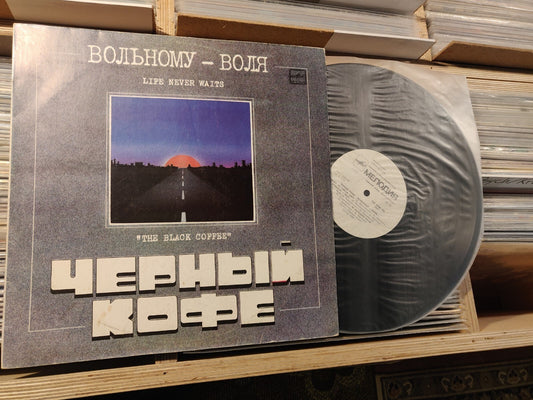 ВОЛЬНОМУ — ВОЛЯ
LIFE NEVER WAITS
"THE BLACK COFFEE"
ЧЕРНЫЙ
КОФЕ
МЕЛОДИЯ